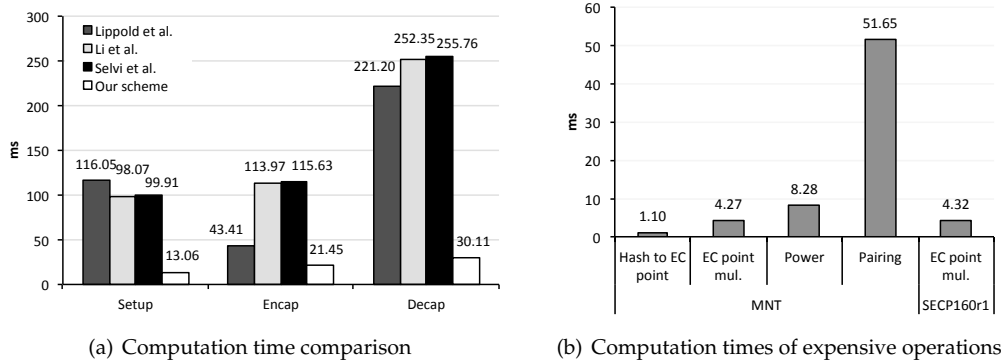 300
250
200
150
100
50
0
ms
Lippold et al.
Li et al.
Selvi et al.
Our scheme
116.05
98.07
99.91
13.06
43.41
113.97
115.63
21.45
221.20
252.35
255.76
30.11
Setup
Encap
Decap
(a) Computation time comparison
60
50
40
30
20
10
0
ms
1.10
4.27
8.28
51.65
4.32
Hash to EC
point
EC point
mul.
Power
Pairing
EC point
mul.
MNT
SECP160r1
(b) Computation times of expensive operations